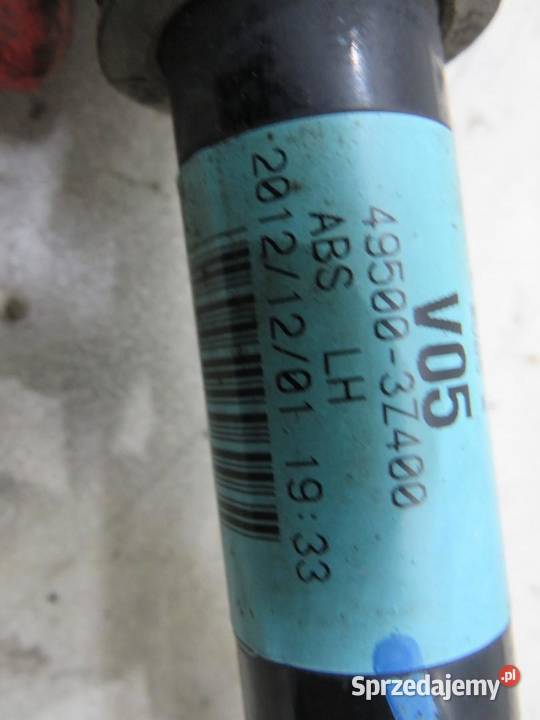 V05
49500-3Z400
ABS LH
2012/12/01 19:33
Sprzedajemy.pl